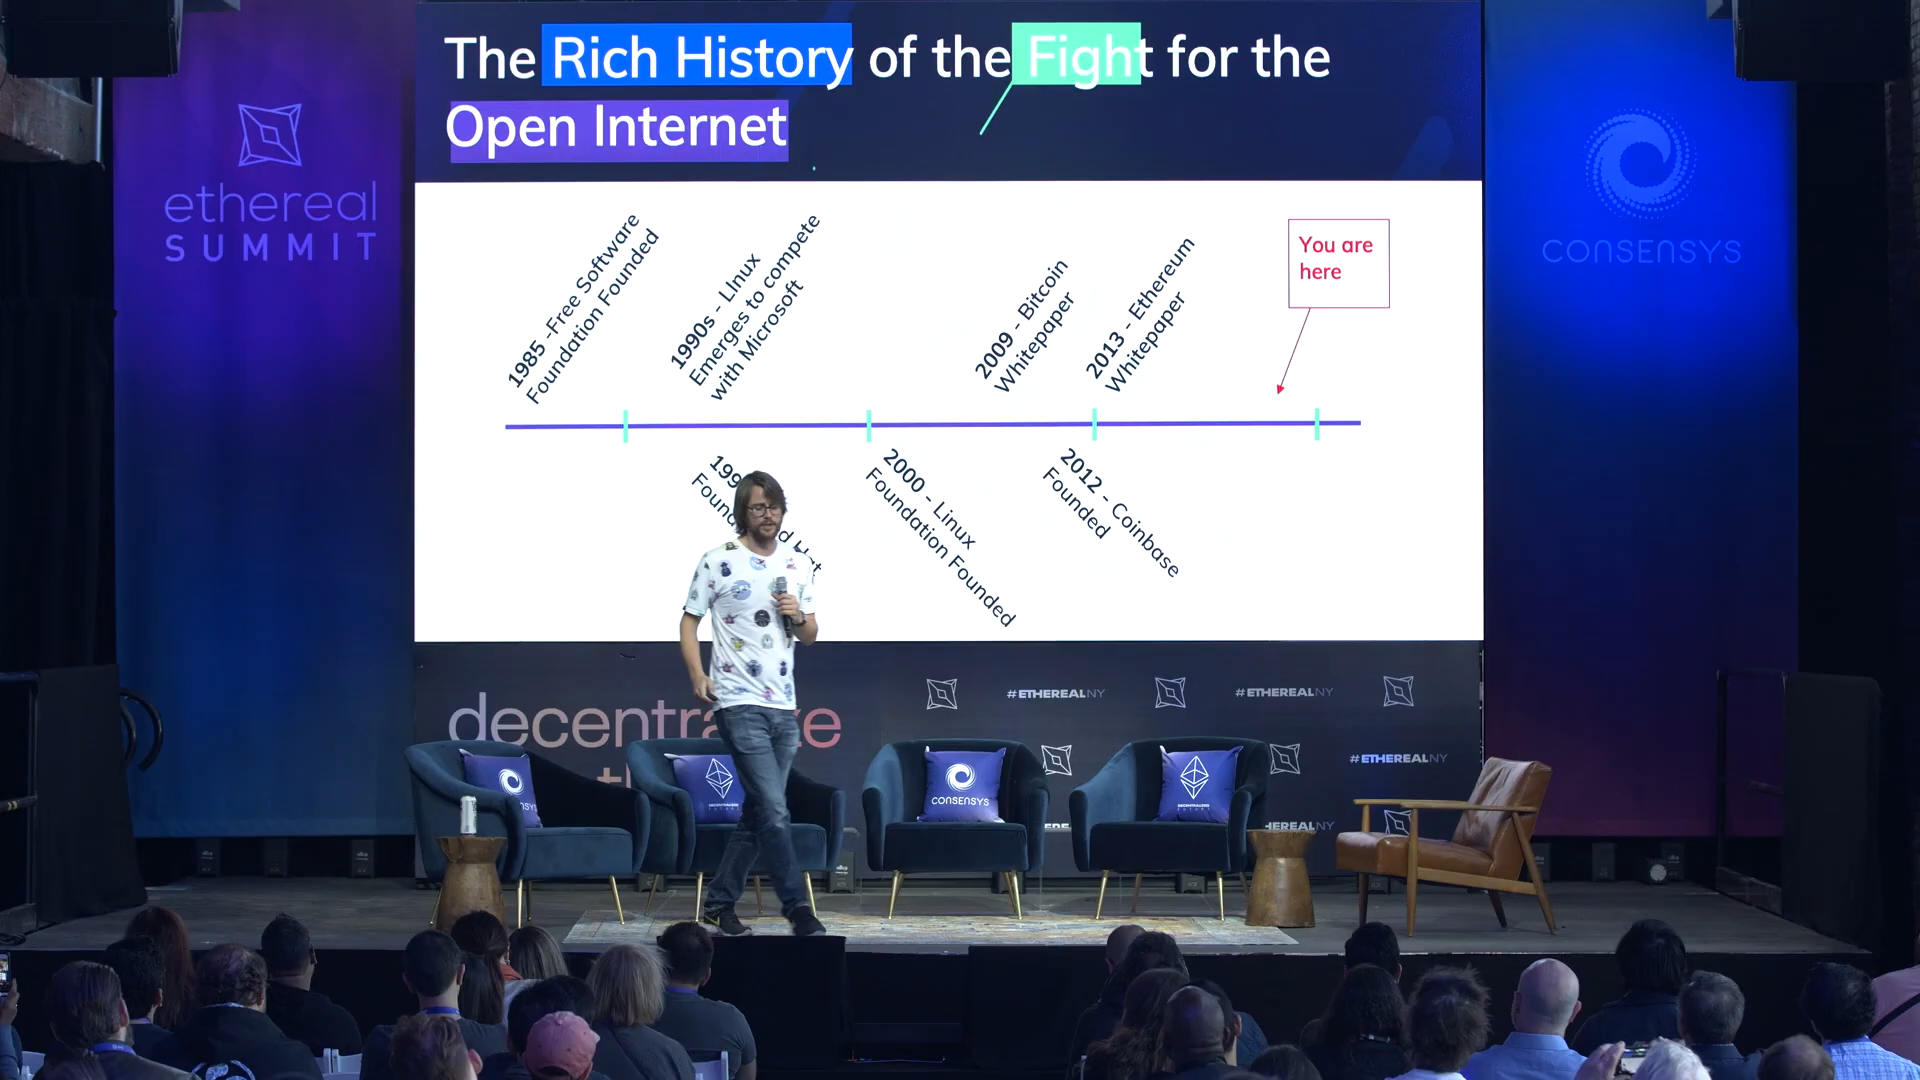 The Rich History of the Fight for the
Open Internet
ethereal
SUMMIT
CONSENSYS
1985 -Free Software
Foundation Founded
1990s - LInux
Emerges to compete
with Microsoft
2009 - Bitcoin
Whitepaper
2013 - Ethereum
Whitepaper
You are
here
2000 - Linux
Foundation Founded
2012 - Coinbase
Founded
#ETHEREALNY
#ETHEREALNY
#ETHEREALNY
CONSENSYS